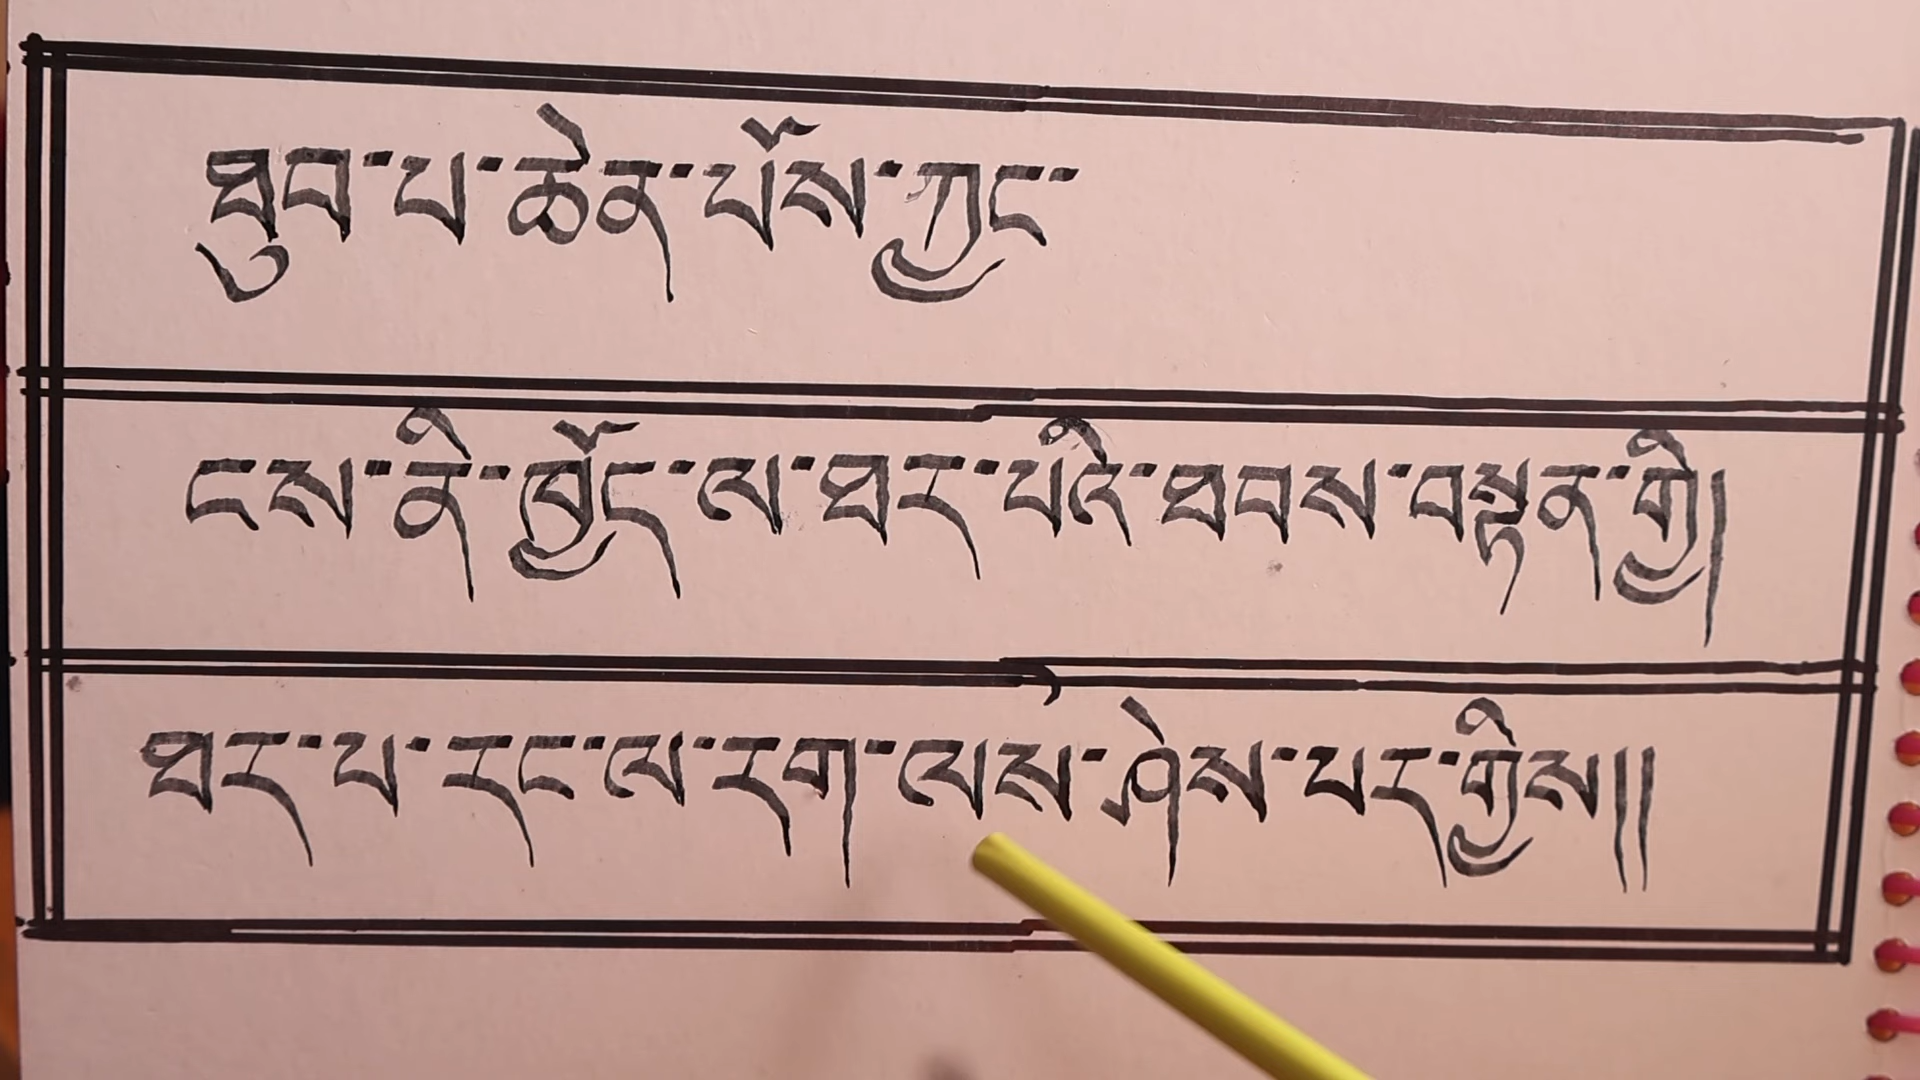 ཐུབ་པ་ཆེན་པོས་ཀྱང་
ངས་ནི་ཁྱོད་ལ་ཐར་པའི་ཐབས་བསྟན་གྱི།
ཐར་པ་རང་ལ་རག་ལས་ཤེས་པར་གྱིས།།